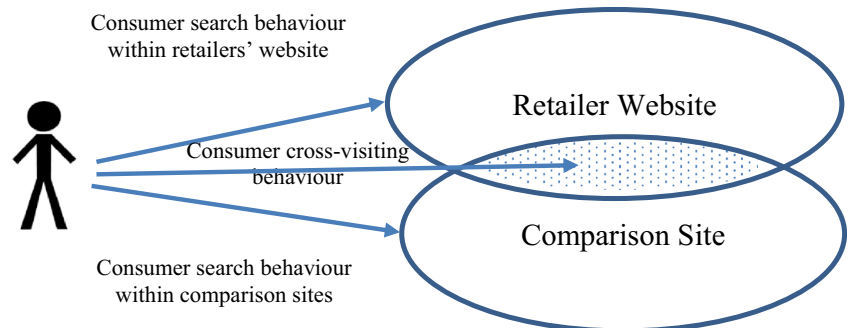 Consumer search behaviour
within retailers’ website
Retailer Website
Consumer cross-visiting
behaviour
Comparison Site
Consumer search behaviour
within comparison sites